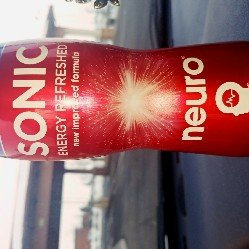 SONIC
ENERGY REFRESHED
new improved formula
neuro